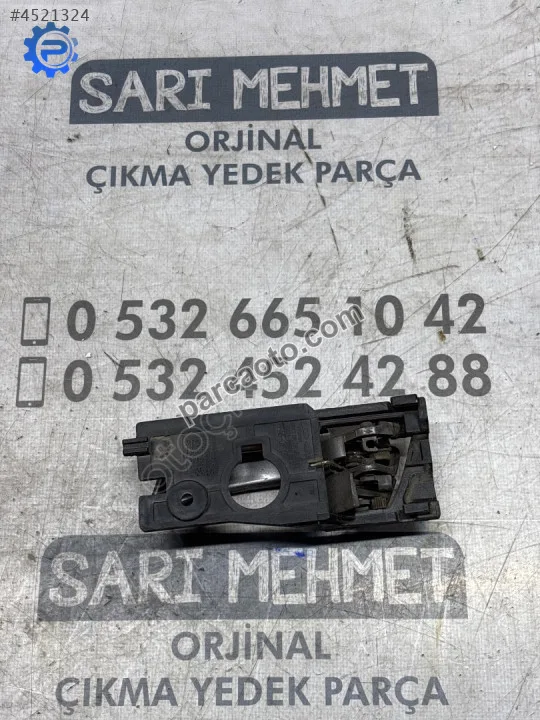 #4521324
SARI MEHMET
ORJİNAL
ÇIKMA YEDEK PARÇA
0 532 665 10 42
0 532 452 42 88
parcaoto.com
SARI MEHMET
ORJİNAL
ÇIKMA YEDEK PARÇA